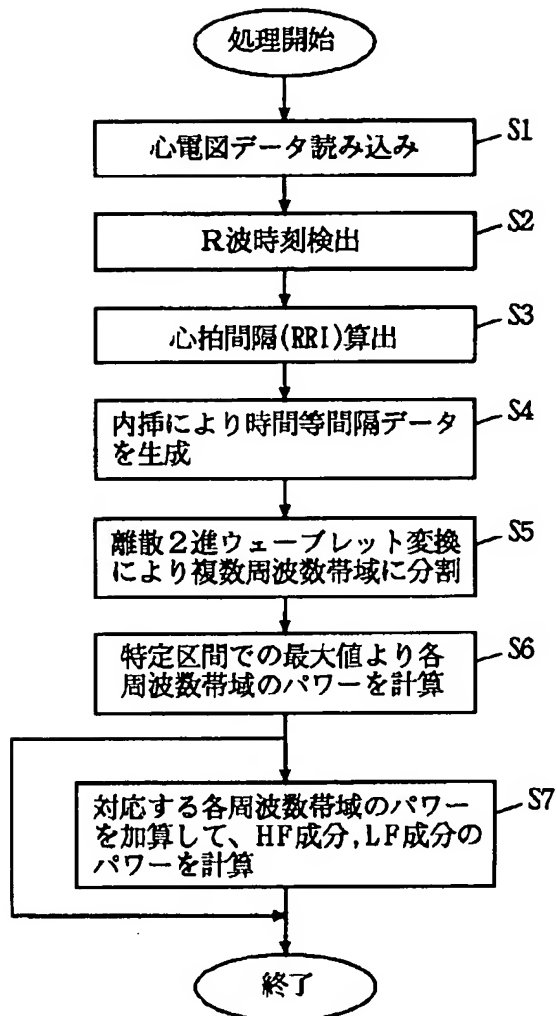 処理開始
心電図データ読み込み
S1
R波時刻検出
S2
心拍間隔(RRI)算出
S3
内挿により時間等間隔データ
を生成
S4
離散2進ウェーブレット変換
により複数周波数帯域に分割
S5
特定区間での最大値より各
周波数帯域のパワーを計算
S6
対応する各周波数帯域のパワー
を加算して、HF成分,LF成分の
パワーを計算
S7
終了